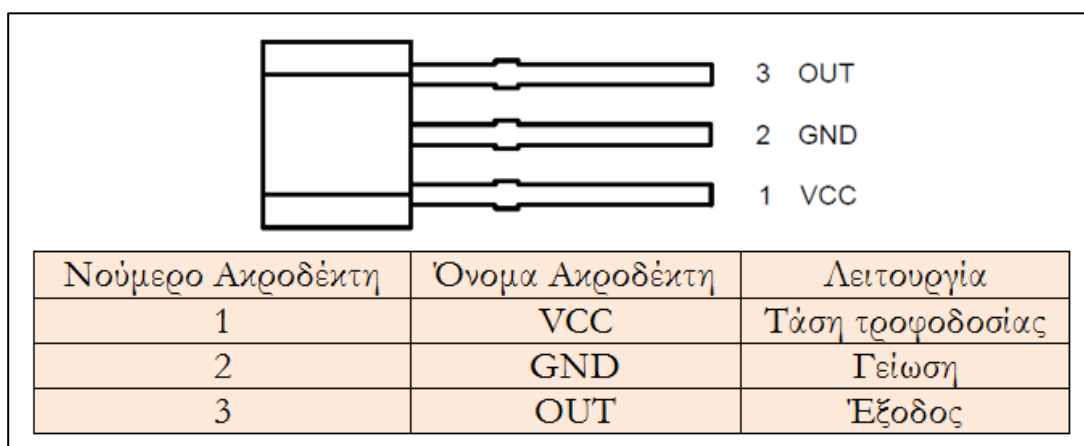 3 OUT
2 GND
1 VCC
Νούμερο Ακροδέκτη Όνομα Ακροδέκτη Λειτουργία
1 VCC Τάση τροφοδοσίας
2 GND Γείωση
3 OUT Έξοδος